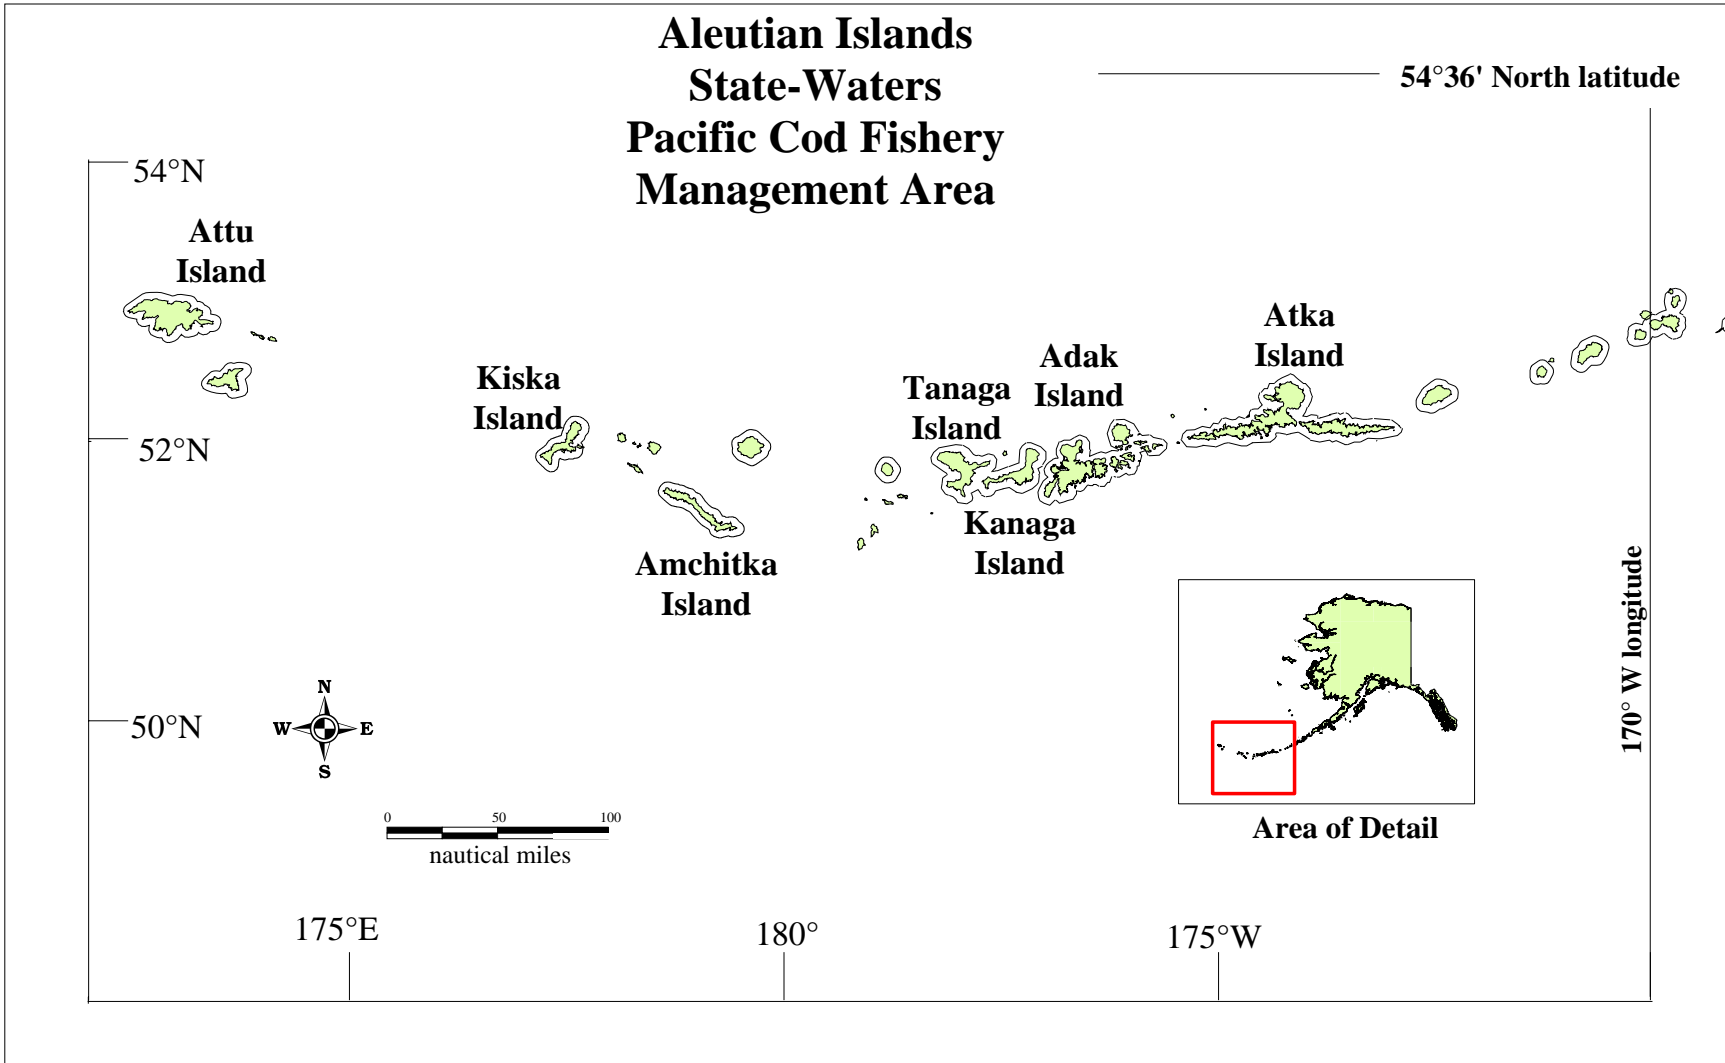 Aleutian Islands
State-Waters
Pacific Cod Fishery
Management Area
54°36' North latitude
54°N
Attu
Island
Atka
Island
Adak
Island
Kiska
Island
Tanaga
Island
52°N
Kanaga
Island
Amchitka
Island
170° W longitude
N
W E
S
50°N
0 50 100
nautical miles
Area of Detail
175°E
180°
175°W